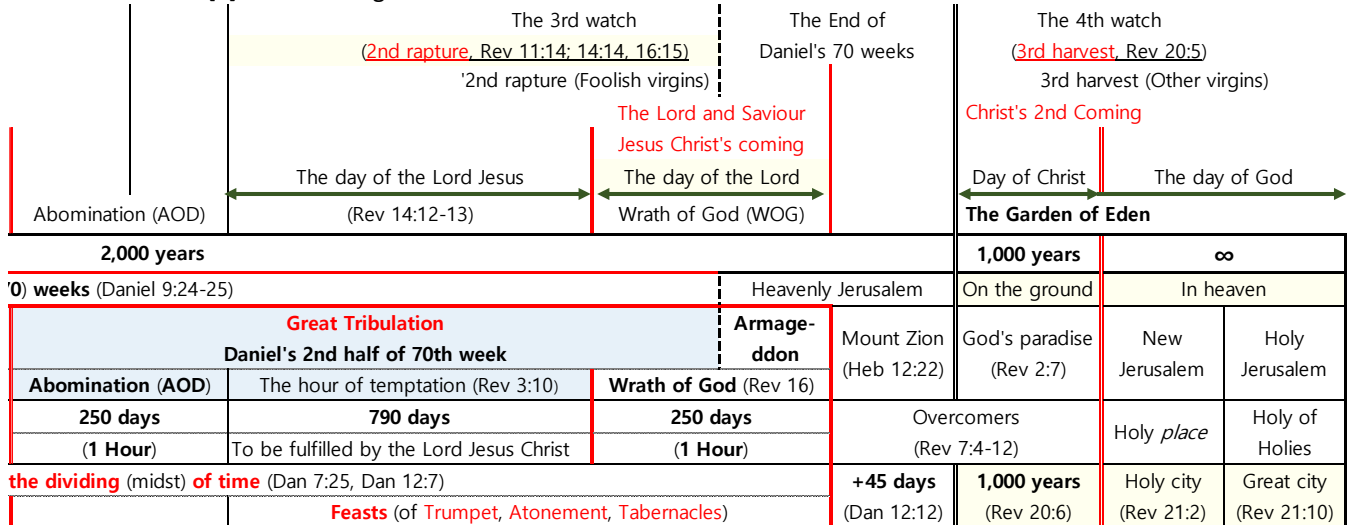 The 3rd watch
The End of
The 4th watch
(2nd rapture, Rev 11:14; 14:14, 16:15)
Daniel's 70 weeks
(3rd harvest, Rev 20:5)
'2nd rapture (Foolish virgins)
3rd harvest (Other virgins)
The Lord and Saviour
Christ's 2nd Coming
Jesus Christ's coming
The day of the Lord Jesus
The day of the Lord
Day of Christ
The day of God
Abomination (AOD)
(Rev 14:12-13)
Wrath of God (WOG)
The Garden of Eden
2,000 years
1,000 years
∞
0) weeks (Daniel 9:24-25)
Heavenly Jerusalem
On the ground
In heaven
Great Tribulation
Daniel's 2nd half of 70th week
Armage-
ddon
Mount Zion
(Heb 12:22)
God's paradise
(Rev 2:7)
New
Jerusalem
Holy
Jerusalem
Abomination (AOD)
The hour of temptation (Rev 3:10)
Wrath of God (Rev 16)
250 days
790 days
250 days
Overcomers
(Rev 7:4-12)
Holy place
Holy of
Holies
(1 Hour)
To be fulfilled by the Lord Jesus Christ
(1 Hour)
the dividing (midst) of time (Dan 7:25, Dan 12:7)
+45 days
(Dan 12:12)
1,000 years
(Rev 20:6)
Holy city
(Rev 21:2)
Great city
(Rev 21:10)
Feasts (of Trumpet, Atonement, Tabernacles)